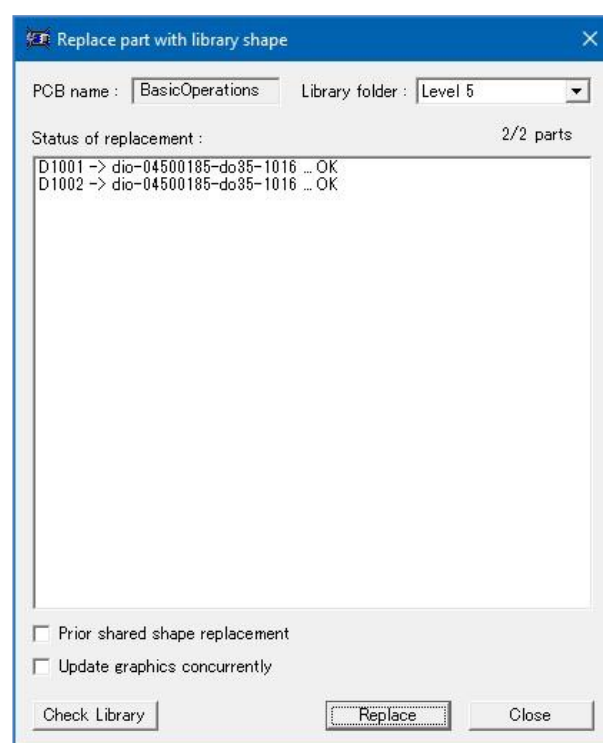 Replace part with library shape
PCB name : BasicOperations Library folder : Level 5
Status of replacement : 2/2 parts
D1001 -> dio-04500185-do35-1016 ... OK
D1002 -> dio-04500185-do35-1016 ... OK
Prior shared shape replacement
Update graphics concurrently
Check Library Replace Close